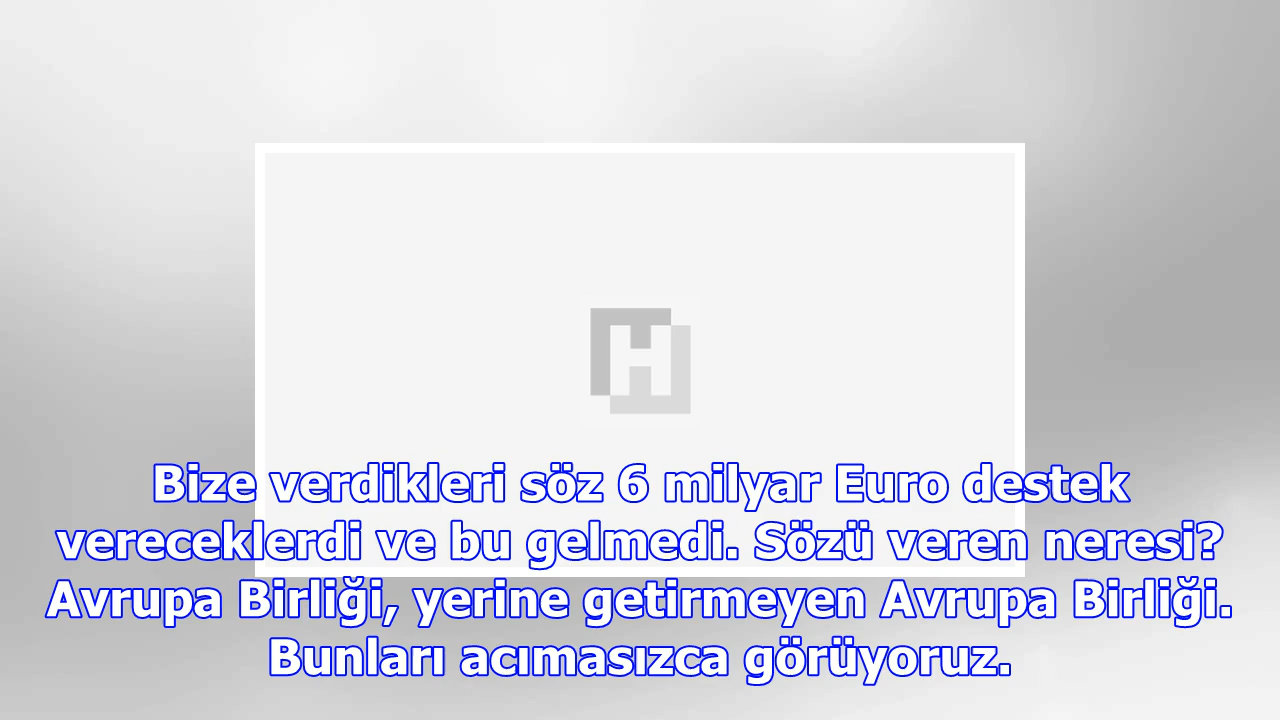 H
Bize verdikleri söz 6 milyar Euro destek
vereceklerdi ve bu gelmedi. Sözü veren neresi?
Avrupa Birliği, yerine getirmeyen Avrupa Birliği.
Bunları acımasızca görüyoruz.